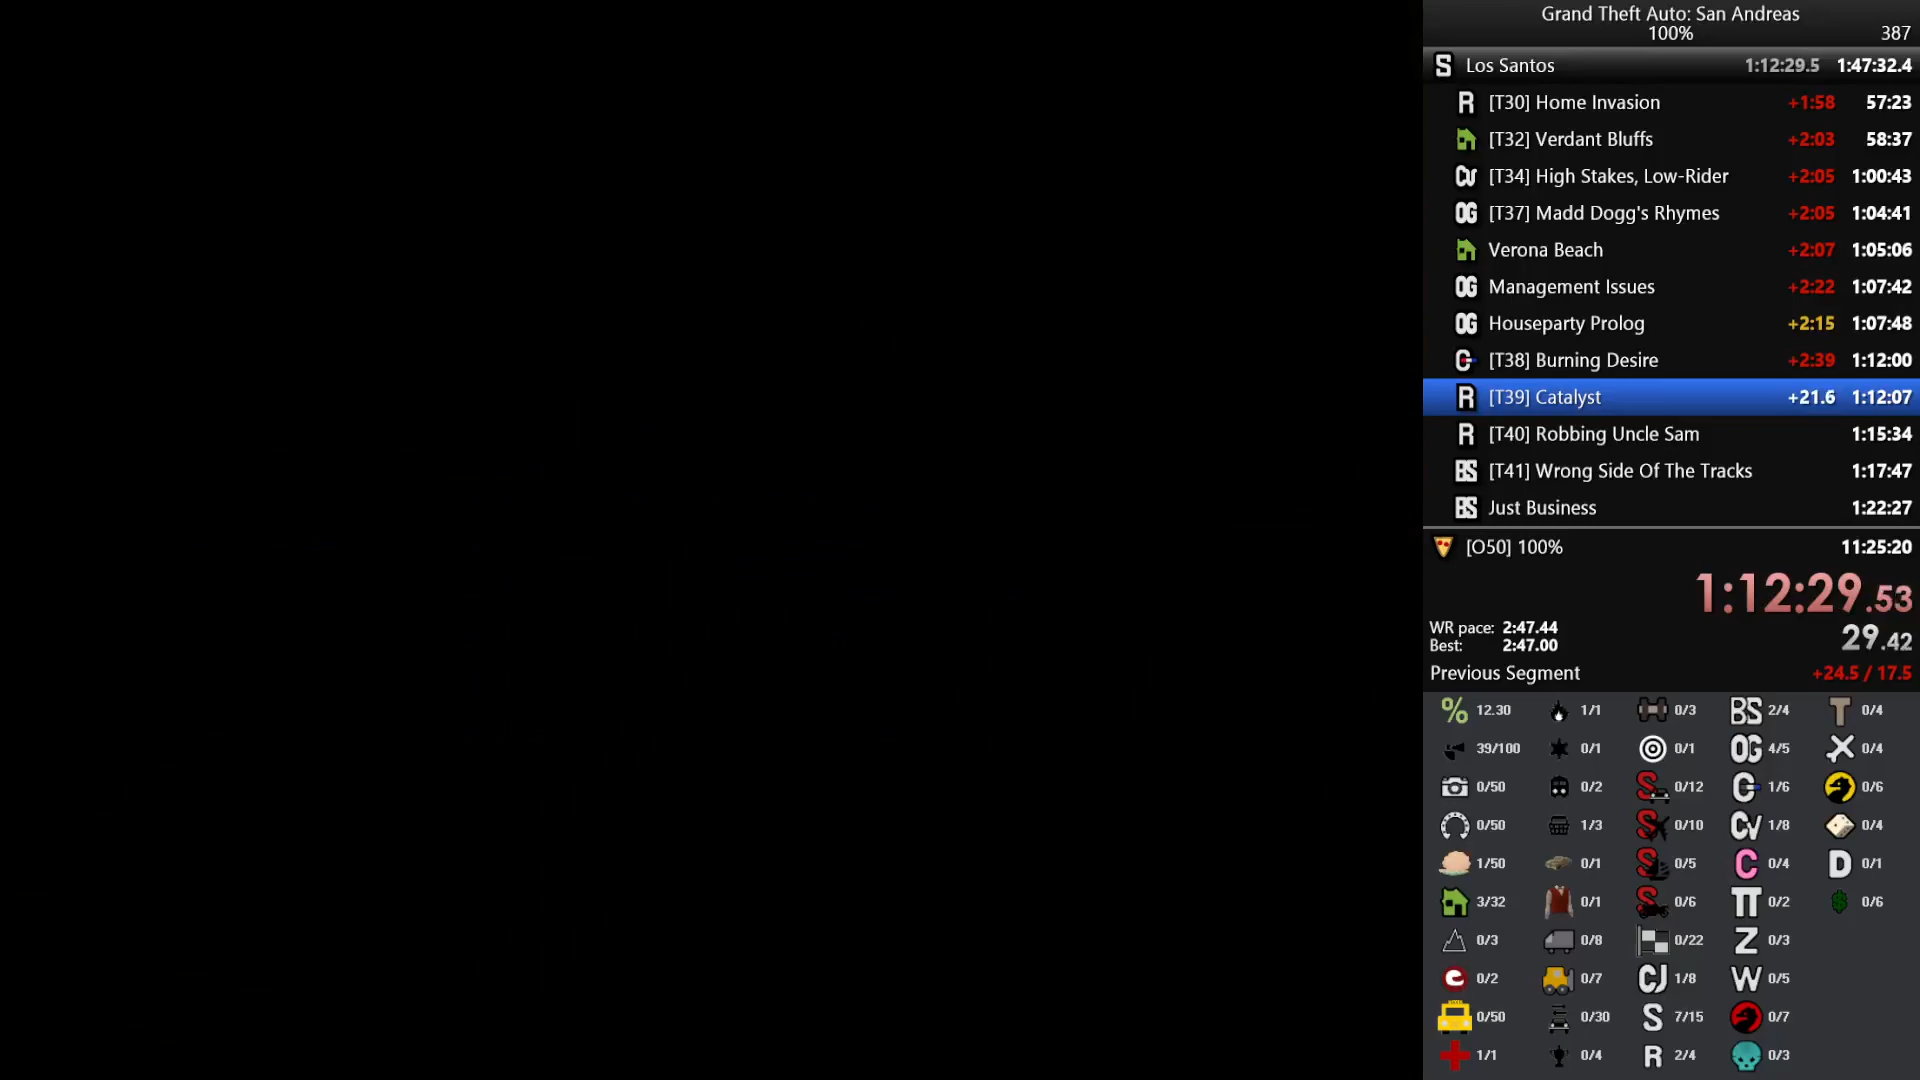 Grand Theft Auto: San Andreas
100% 387
S Los Santos 1:12:29.5 1:47:32.4
R [T30] Home Invasion +1:58 57:23
[T32] Verdant Bluffs +2:03 58:37
CV [T34] High Stakes, Low-Rider +2:05 1:00:43
OG [T37] Madd Dogg's Rhymes +2:05 1:04:41
Verona Beach +2:07 1:05:06
OG Management Issues +2:22 1:07:42
OG Houseparty Prolog +2:15 1:07:48
C [T38] Burning Desire +2:39 1:12:00
R [T39] Catalyst +21.6 1:12:07
R [T40] Robbing Uncle Sam 1:15:34
BS [T41] Wrong Side Of The Tracks 1:17:47
BS Just Business 1:22:27
[O50] 100% 11:25:20
1:12:29.53
WR pace: 2:47.44
Best: 2:47.00
29.42
Previous Segment +24.5 / 17.5
% 12.30 1/1 0/3 BS 2/4 T 0/4
39/100 0/1 0/1 OG 4/5 0/4
0/50 0/2 S 0/12 C 1/6 0/6
0/50 1/3 S 0/10 CV 1/8 0/4
1/50 0/1 S 0/5 C 0/4 D 0/1
3/32 0/1 S 0/6 π 0/2 $ 0/6
0/3 0/8 0/22 Z 0/3
e 0/2 0/7 CJ 1/8 W 0/5
0/50 0/30 S 7/15 0/7
1/1 0/4 R 2/4 0/3